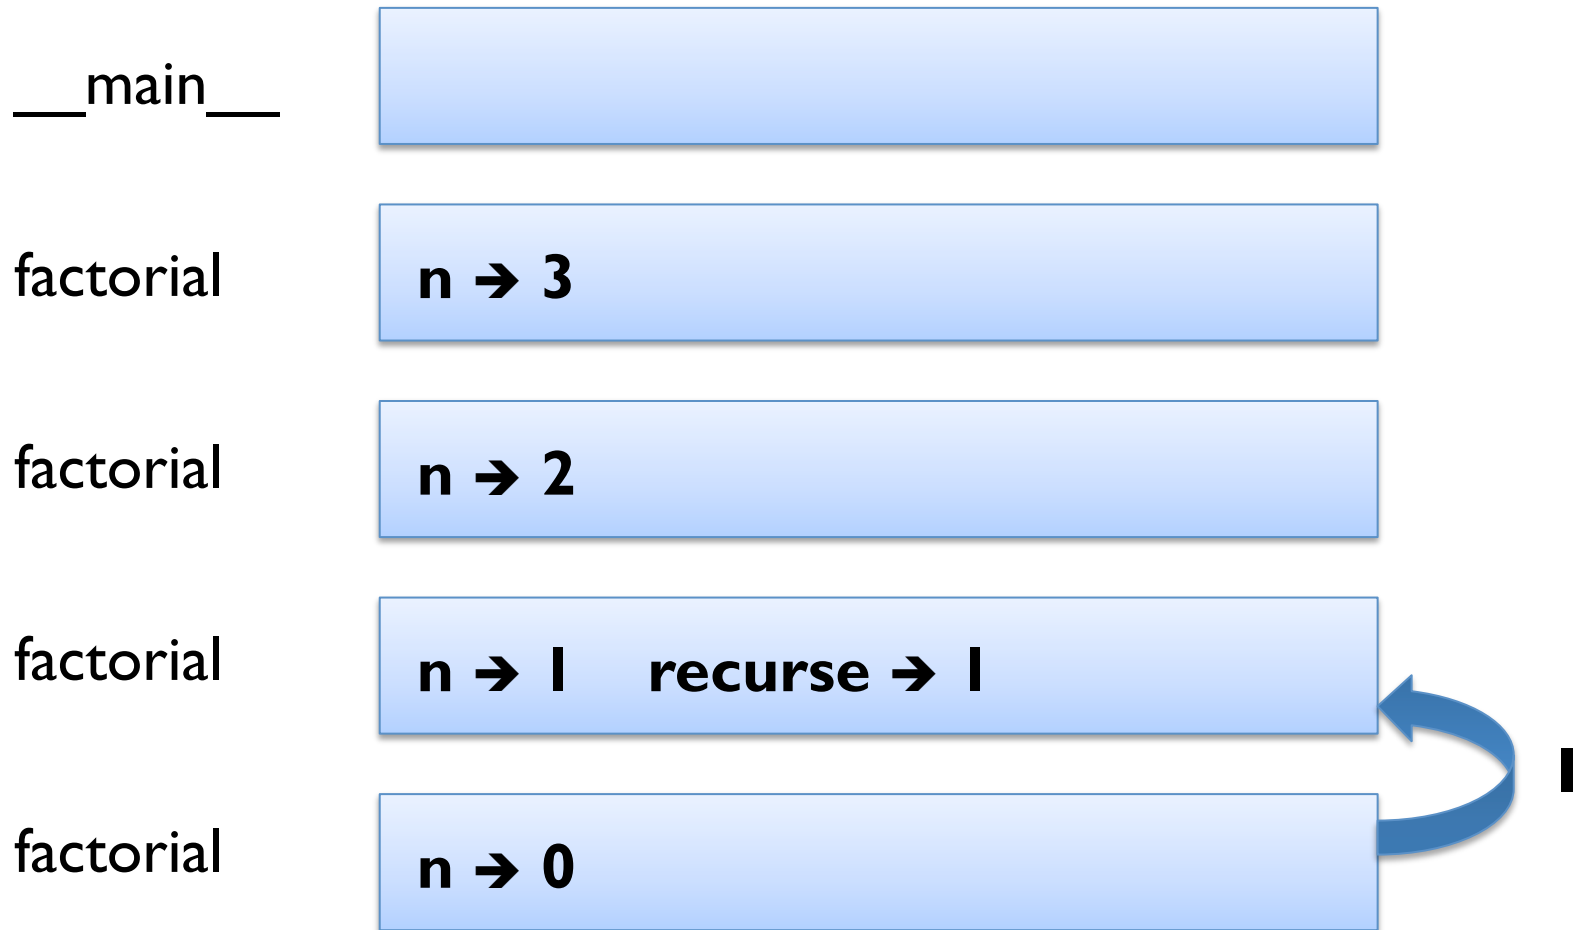 __main__
factorial n ➔ 3
factorial n ➔ 2
factorial n ➔ 1 recurse ➔ 1
1
factorial n ➔ 0